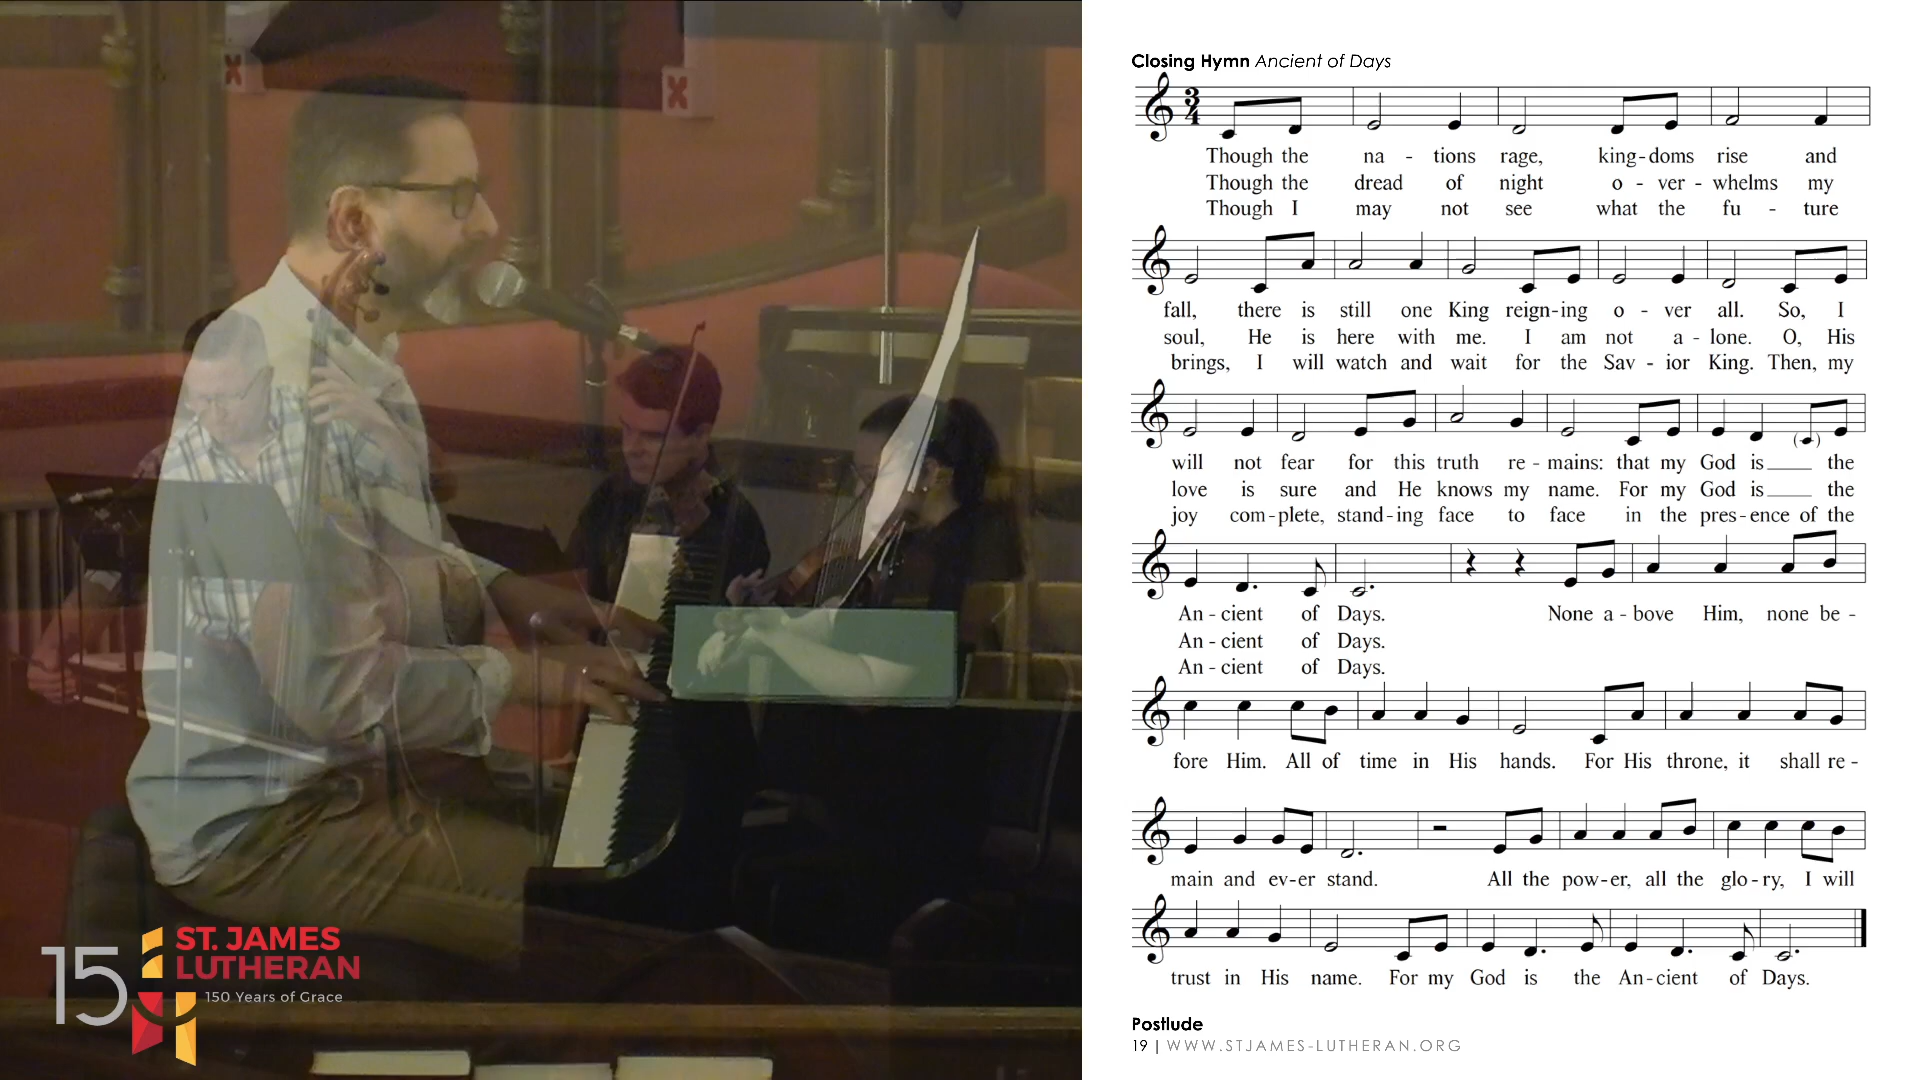 Closing Hymn Ancient of Days
3
4
Though the na - tions rage, king - doms rise and
Though the dread of night o - ver - whelms my
Though I may not see what the fu - ture
fall, there is still one King reign - ing o - ver all. So, I
soul, He is here with me. I am not a - lone. O, His
brings, I will watch and wait for the Sav - ior King. Then, my
will not fear for this truth re - mains: that my God is____ the
love is sure and He knows my name. For my God is____ the
joy com - plete, stand - ing face to face in the pres - ence of the
An - cient of Days. None a - bove Him, none be -
An - cient of Days.
An - cient of Days.
fore Him. All of time in His hands. For His throne, it shall re -
main and ev - er stand. All the pow - er, all the glo - ry, I will
trust in His name. For my God is the An - cient of Days.
Postlude
19 | WWW.STJAMES-LUTHERAN.ORG
150
ST. JAMES
LUTHERAN
150 Years of Grace